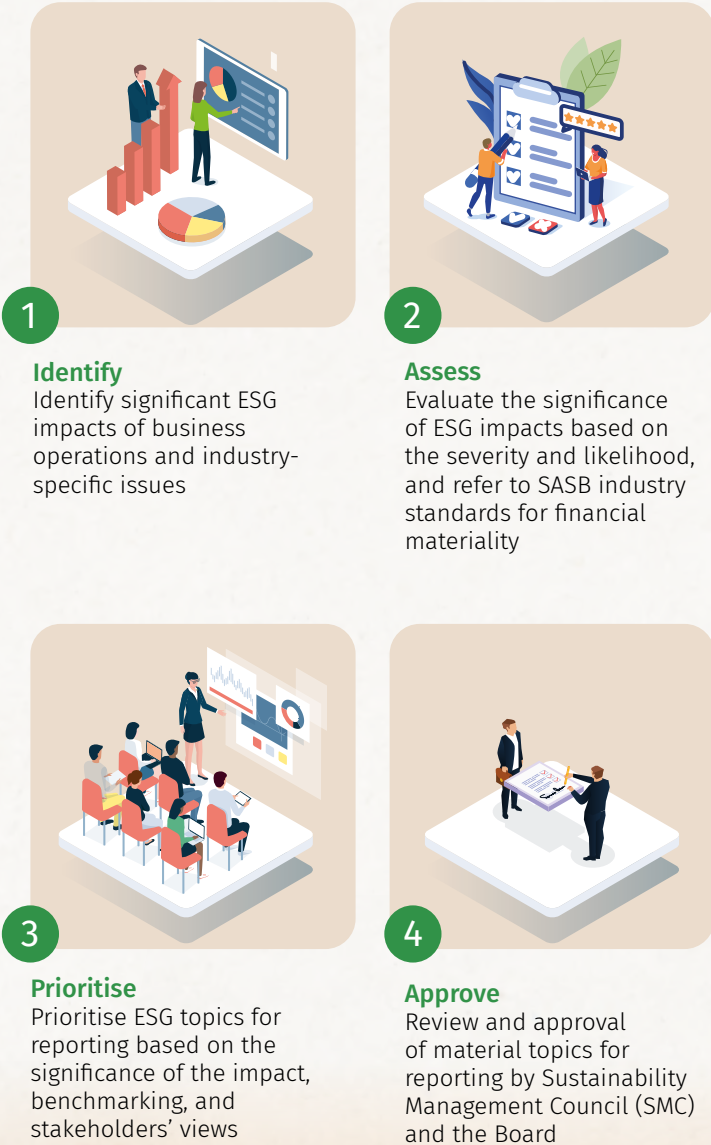 1
Identify
Identify significant ESG
impacts of business
operations and industry-
specific issues
2
Assess
Evaluate the significance
of ESG impacts based on
the severity and likelihood,
and refer to SASB industry
standards for financial
materiality
3
Prioritise
Prioritise ESG topics for
reporting based on the
significance of the impact,
benchmarking, and
stakeholders’ views
4
Approve
Review and approval
of material topics for
reporting by Sustainability
Management Council (SMC)
and the Board